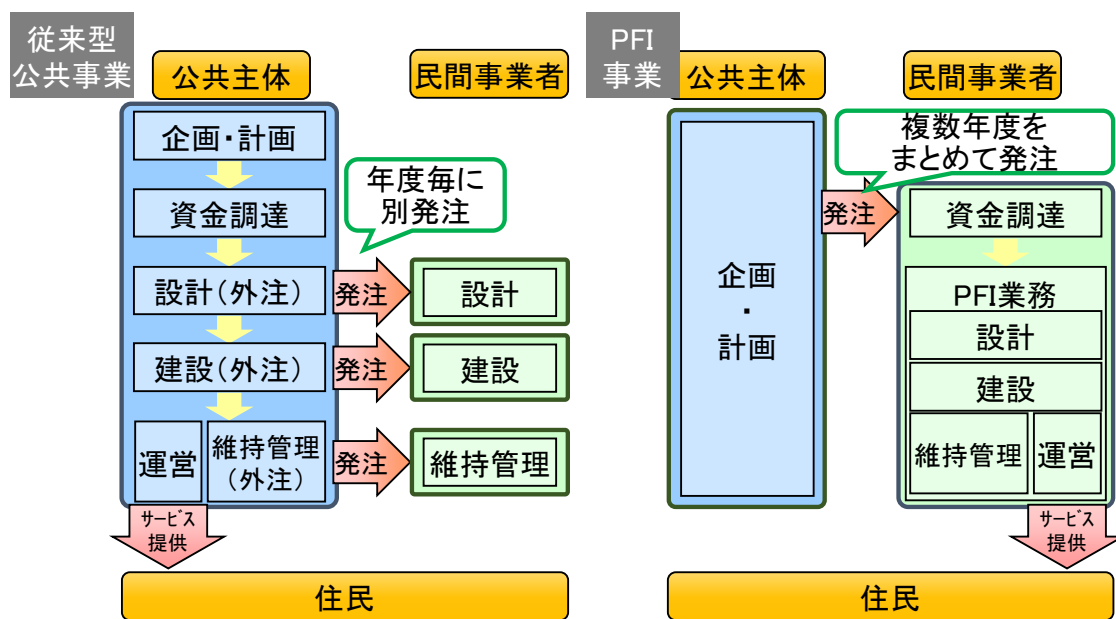 従来型
公共事業
公共主体
民間事業者
企画・計画
資金調達
年度毎に
別発注
設計(外注)
発注
設計
建設(外注)
発注
建設
運営
維持管理
(外注)
発注
維持管理
ｻｰﾋﾞｽ
提供
住民
PFI
事業
公共主体
民間事業者
複数年度を
まとめて発注
企画
・
計画
発注
資金調達
PFI業務
設計
建設
維持管理
運営
ｻｰﾋﾞｽ
提供
住民